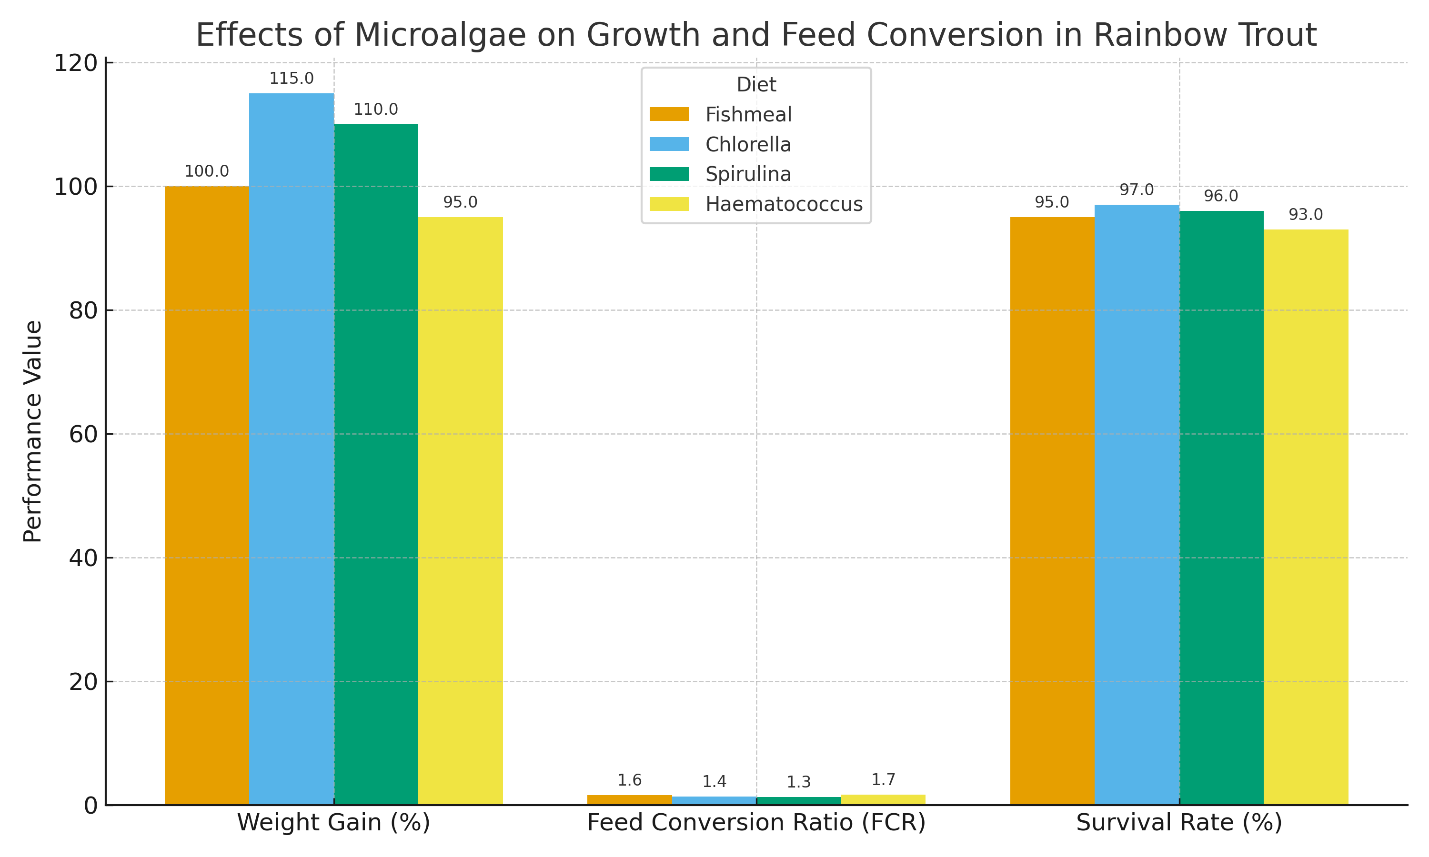 Effects of Microalgae on Growth and Feed Conversion in Rainbow Trout
Performance Value
120
100
80
60
40
20
0
Diet
Fishmeal
Chlorella
Spirulina
Haematococcus
100.0
115.0
110.0
95.0
1.6
1.4
1.3
1.7
95.0
97.0
96.0
93.0
Weight Gain (%)
Feed Conversion Ratio (FCR)
Survival Rate (%)